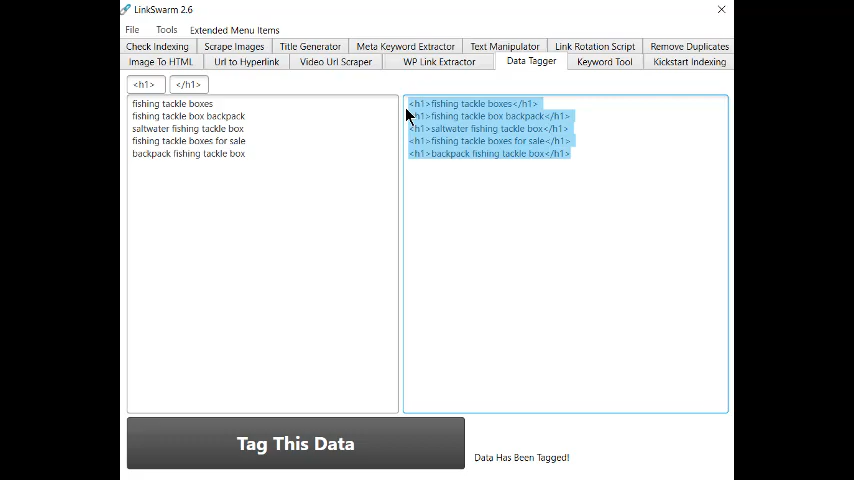 LinkSwarm 2.6
File Tools Extended Menu Items
Check Indexing Scrape Images Title Generator Meta Keyword Extractor Text Manipulator Link Rotation Script Remove Duplicates
Image To HTML Url to Hyperlink Video Url Scraper WP Link Extractor Data Tagger Keyword Tool Kickstart Indexing
<h1> </h1>
fishing tackle boxes
fishing tackle box backpack
saltwater fishing tackle box
fishing tackle boxes for sale
backpack fishing tackle box
<h1>fishing tackle boxes</h1>
<h1>fishing tackle box backpack</h1>
<h1>saltwater fishing tackle box</h1>
<h1>fishing tackle boxes for sale</h1>
<h1>backpack fishing tackle box</h1>
Tag This Data
Data Has Been Tagged!